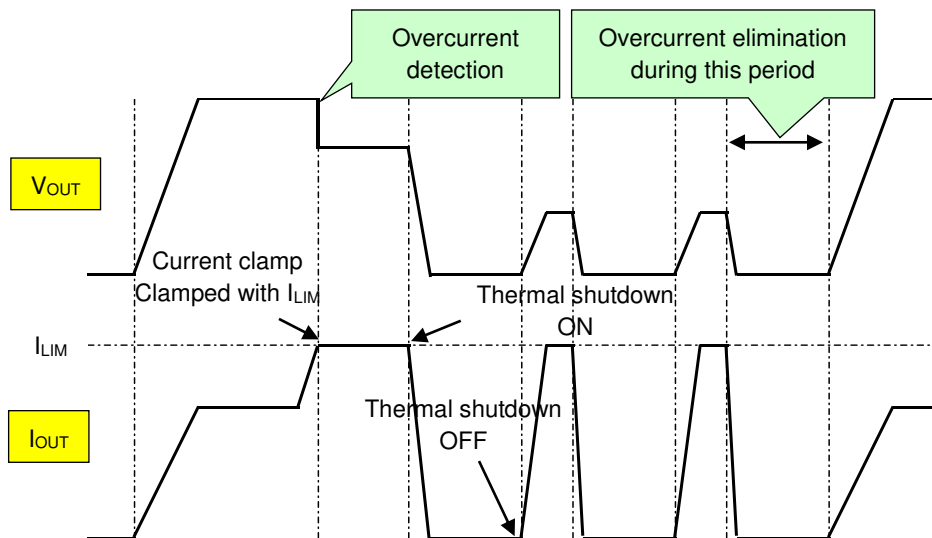 Overcurrent
detection
Overcurrent elimination
during this period
VOUT
Current clamp
Clamped with ILIM
Thermal shutdown
ON
ILIM
Thermal shutdown
OFF
IOUT